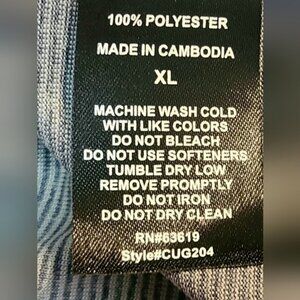 100% POLYESTER
MADE IN CAMBODIA
XL
MACHINE WASH COLD
WITH LIKE COLORS
DO NOT BLEACH
DO NOT USE SOFTENERS
TUMBLE DRY LOW
REMOVE PROMPTLY
DO NOT IRON
DO NOT DRY CLEAN
RN#63619
Style#CUG204